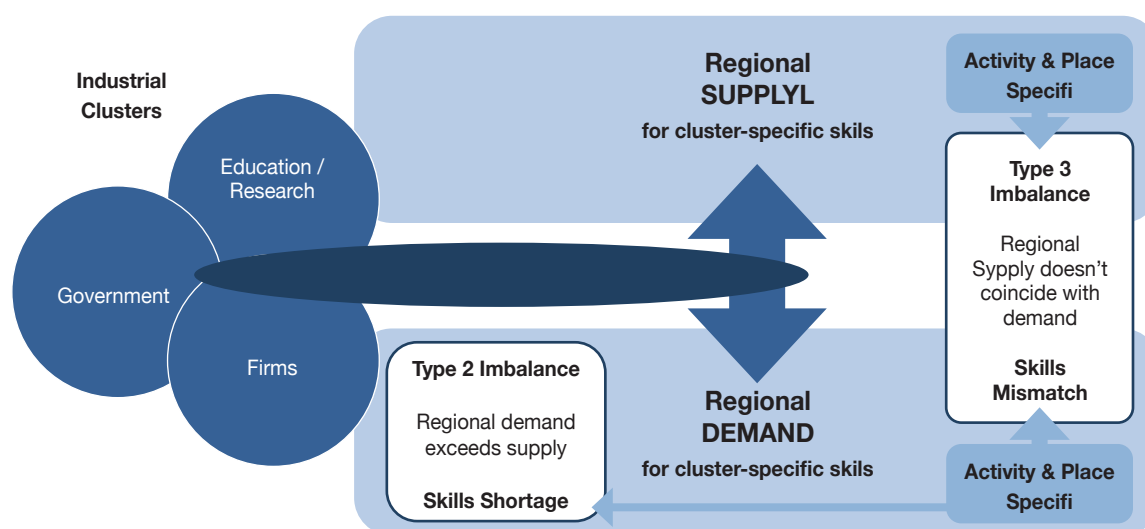 Industrial
Clusters
Education /
Research
Government
Firms
Regional
SUPPLYL
for cluster-specific skils
Activity & Place
Specifi
Type 3
Imbalance
Regional
Sypply doesn't
coincide with
demand
Skills
Mismatch
Type 2 Imbalance
Regional demand
exceeds supply
Skills Shortage
Regional
DEMAND
for cluster-specific skils
Activity & Place
Specifi